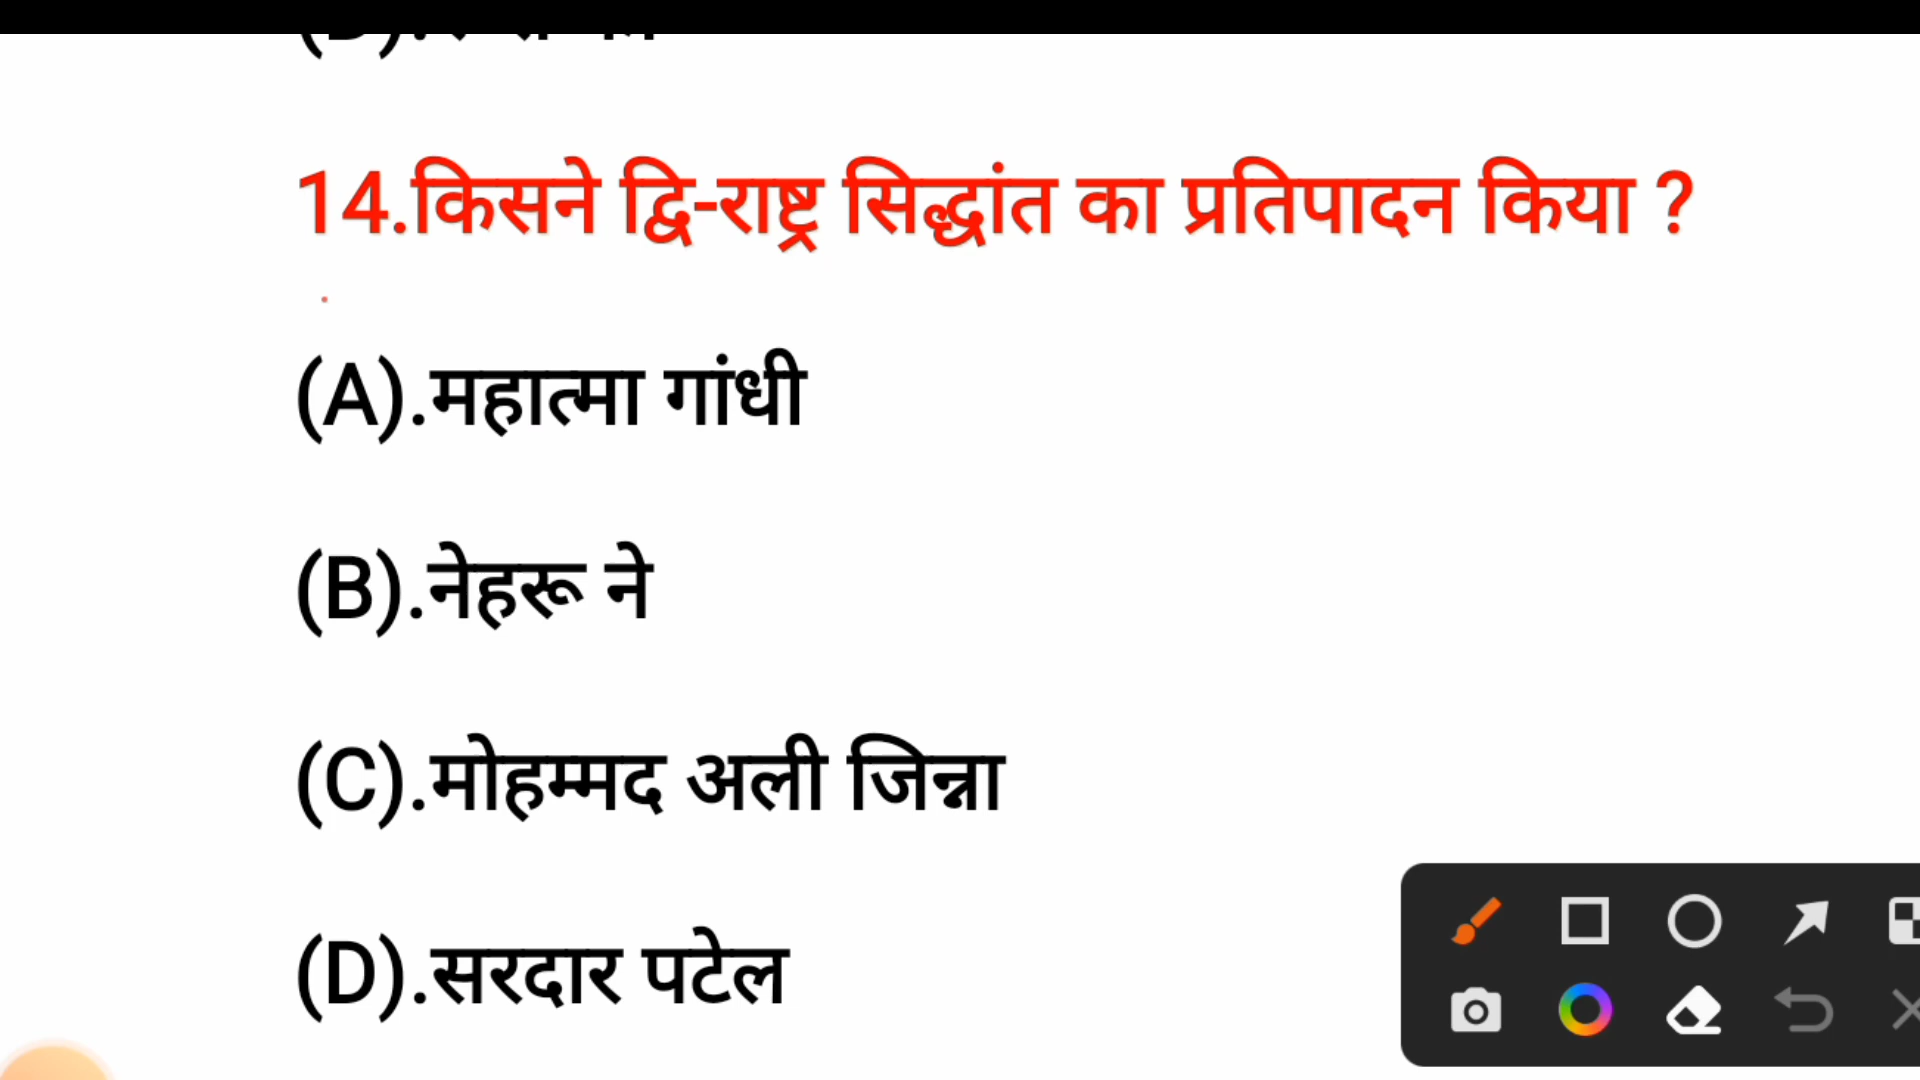 14.किसने द्वि-राष्ट्र सिद्धांत का प्रतिपादन किया ?
(A).महात्मा गांधी
(B).नेहरू ने
(C).मोहम्मद अली जिन्ना
(D).सरदार पटेल